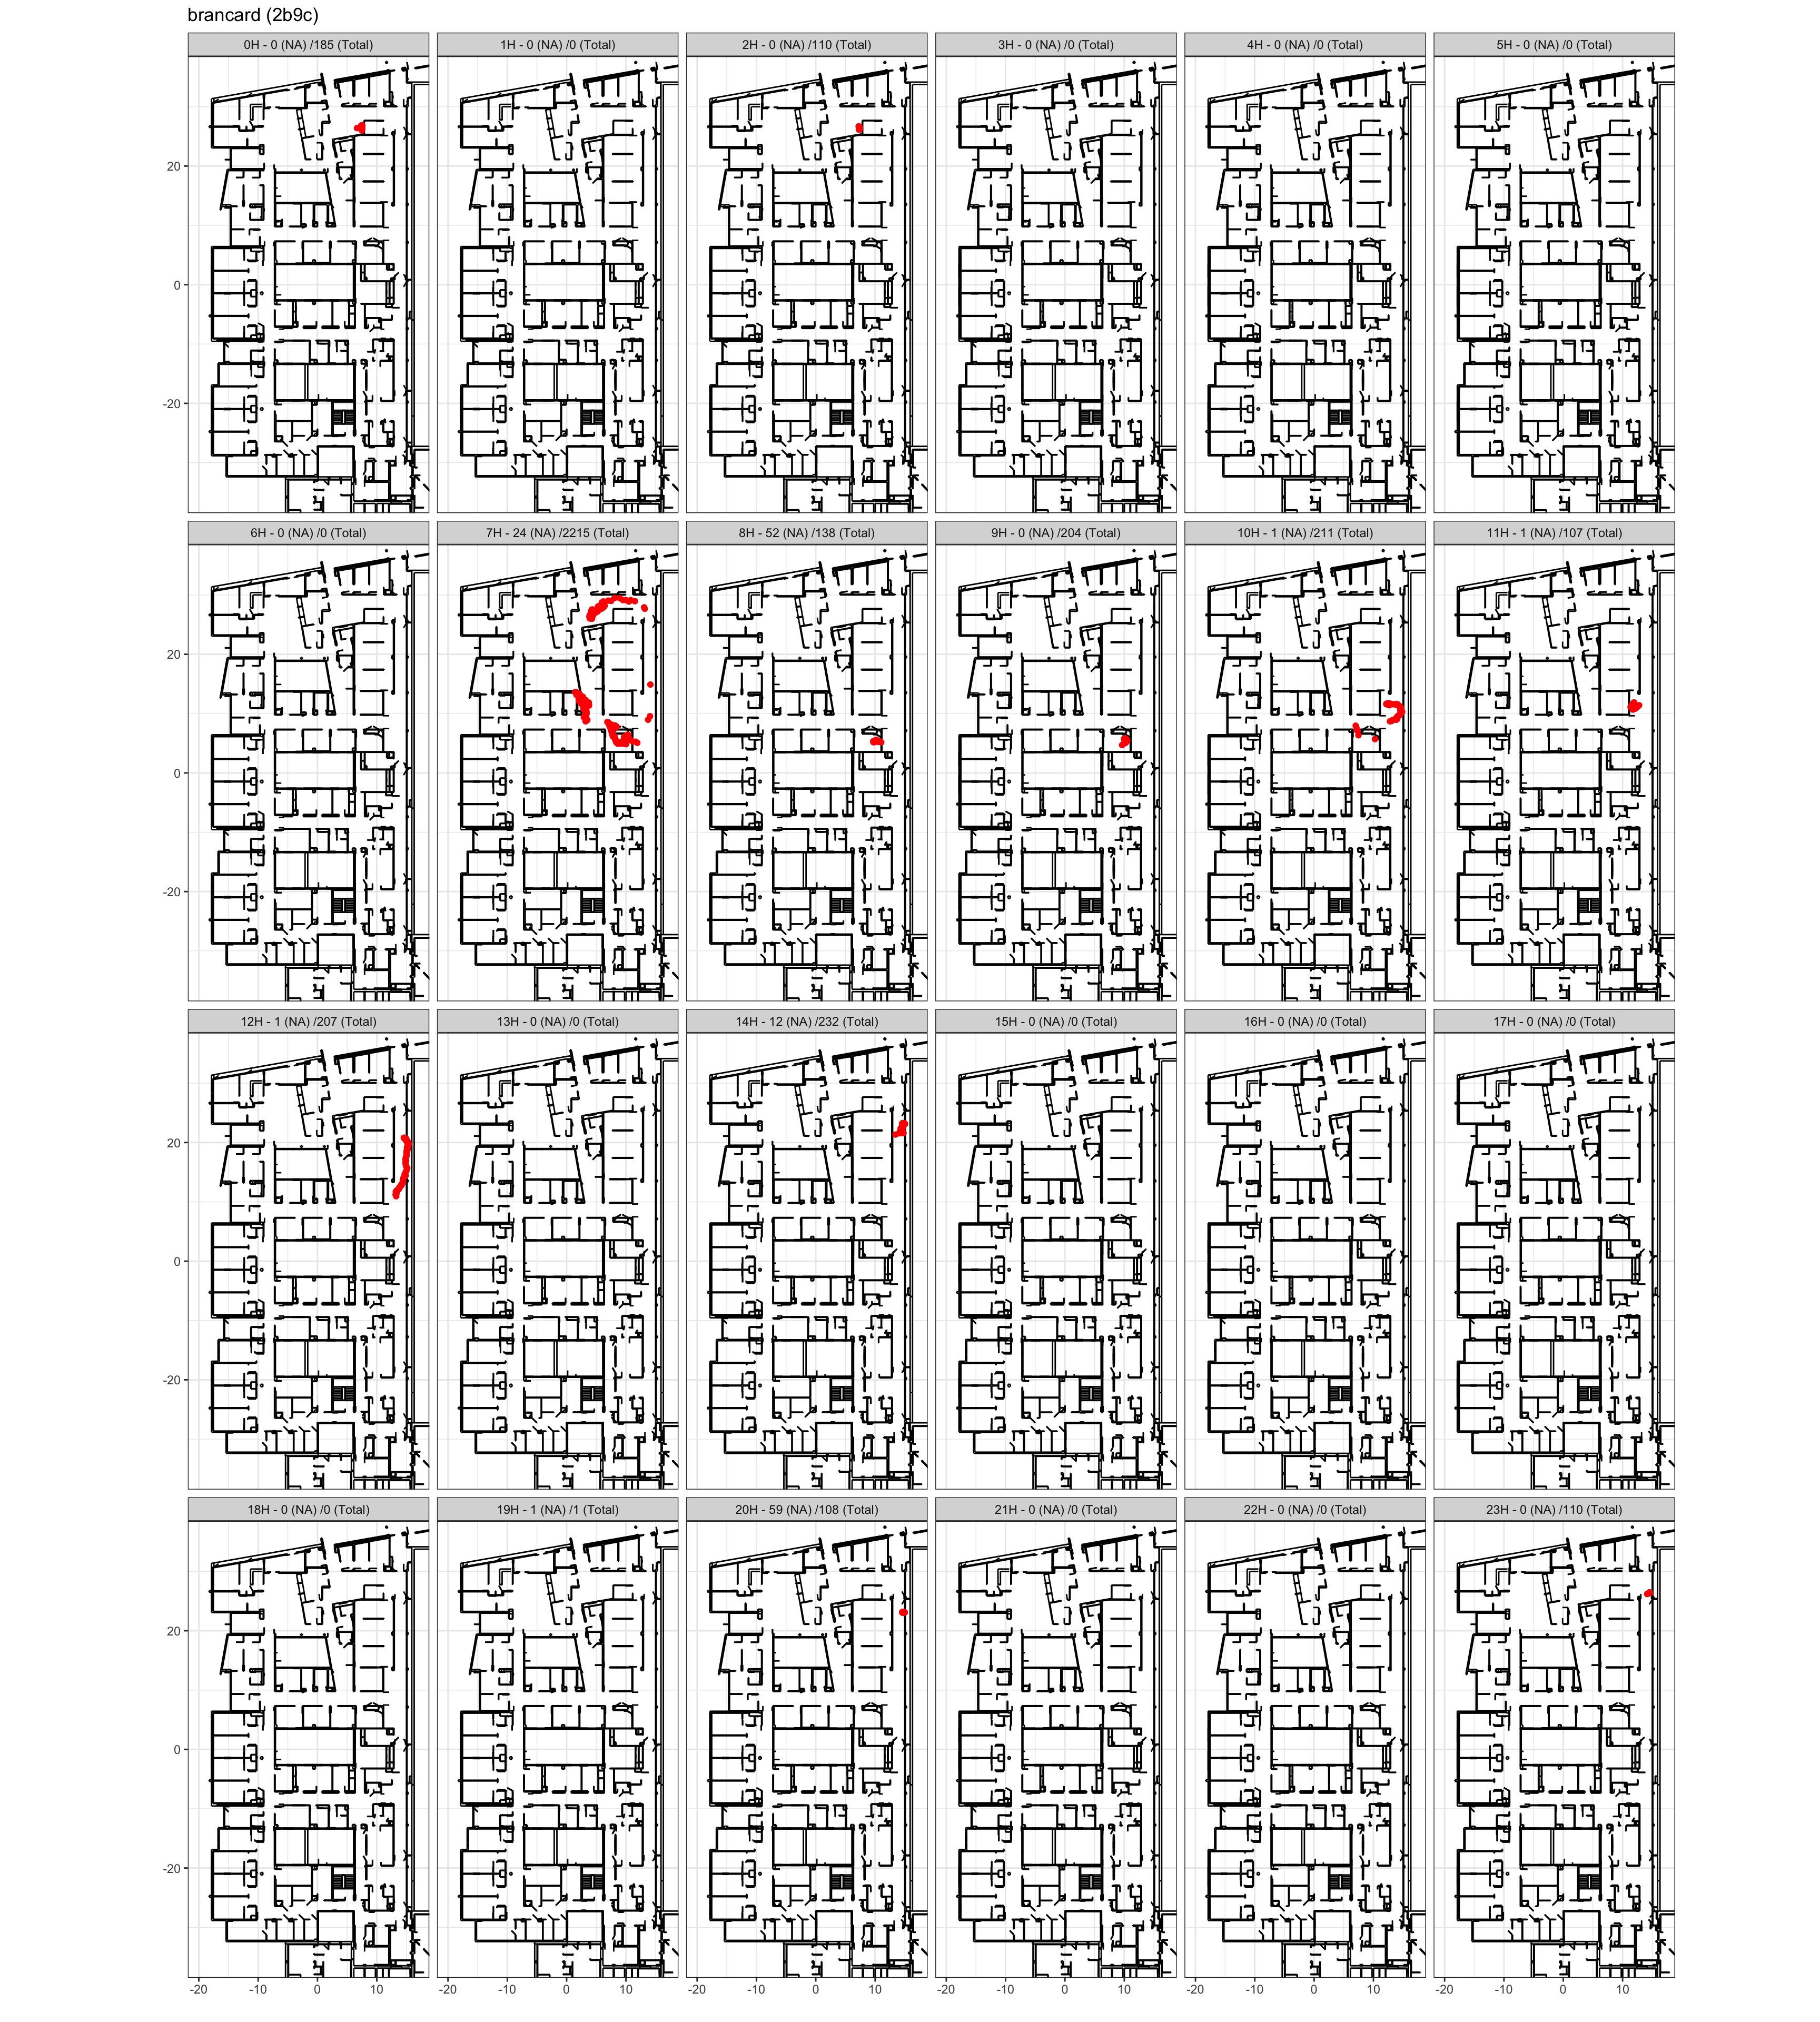 brancard (2b9c)
0H - 0 (NA) /185 (Total)
1H - 0 (NA) /0 (Total)
2H - 0 (NA) /110 (Total)
3H - 0 (NA) /0 (Total)
4H - 0 (NA) /0 (Total)
5H - 0 (NA) /0 (Total)
20
0
-20
6H - 0 (NA) /0 (Total)
7H - 24 (NA) /2215 (Total)
8H - 52 (NA) /138 (Total)
9H - 0 (NA) /204 (Total)
10H - 1 (NA) /211 (Total)
11H - 1 (NA) /107 (Total)
20
0
-20
12H - 1 (NA) /207 (Total)
13H - 0 (NA) /0 (Total)
14H - 12 (NA) /232 (Total)
15H - 0 (NA) /0 (Total)
16H - 0 (NA) /0 (Total)
17H - 0 (NA) /0 (Total)
20
0
-20
18H - 0 (NA) /0 (Total)
19H - 1 (NA) /1 (Total)
20H - 59 (NA) /108 (Total)
21H - 0 (NA) /0 (Total)
22H - 0 (NA) /0 (Total)
23H - 0 (NA) /110 (Total)
20
0
-20
-20 -10 0 10
-20 -10 0 10
-20 -10 0 10
-20 -10 0 10
-20 -10 0 10
-20 -10 0 10